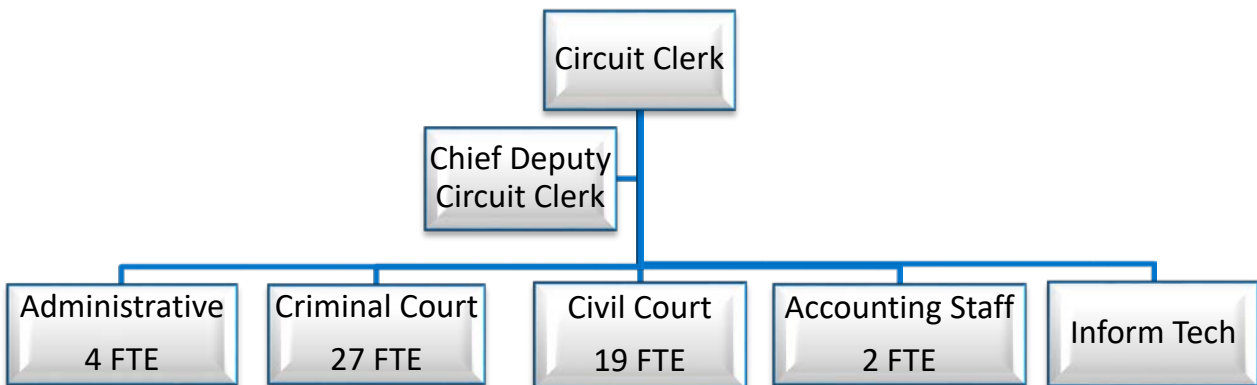 Circuit Clerk
Chief Deputy
Circuit Clerk
Administrative
4 FTE
Criminal Court
27 FTE
Civil Court
19 FTE
Accounting Staff
2 FTE
Inform Tech